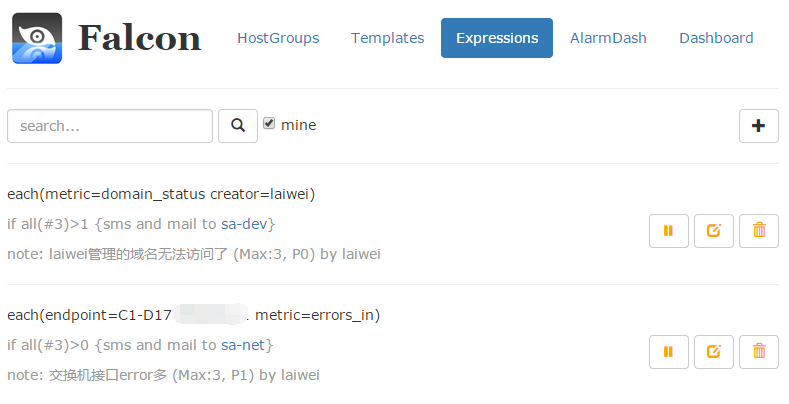 Falcon HostGroups Templates Expressions AlarmDash Dashboard
search... mine
each(metric=domain_status creator=laiwei)
if all(#3)>1 {sms and mail to sa-dev}
note: laiwei管理的域名无法访问了 (Max:3, P0) by laiwei
each(endpoint=C1-D17 . metric=errors_in)
if all(#3)>0 {sms and mail to sa-net}
note: 交换机接口error多 (Max:3, P1) by laiwei